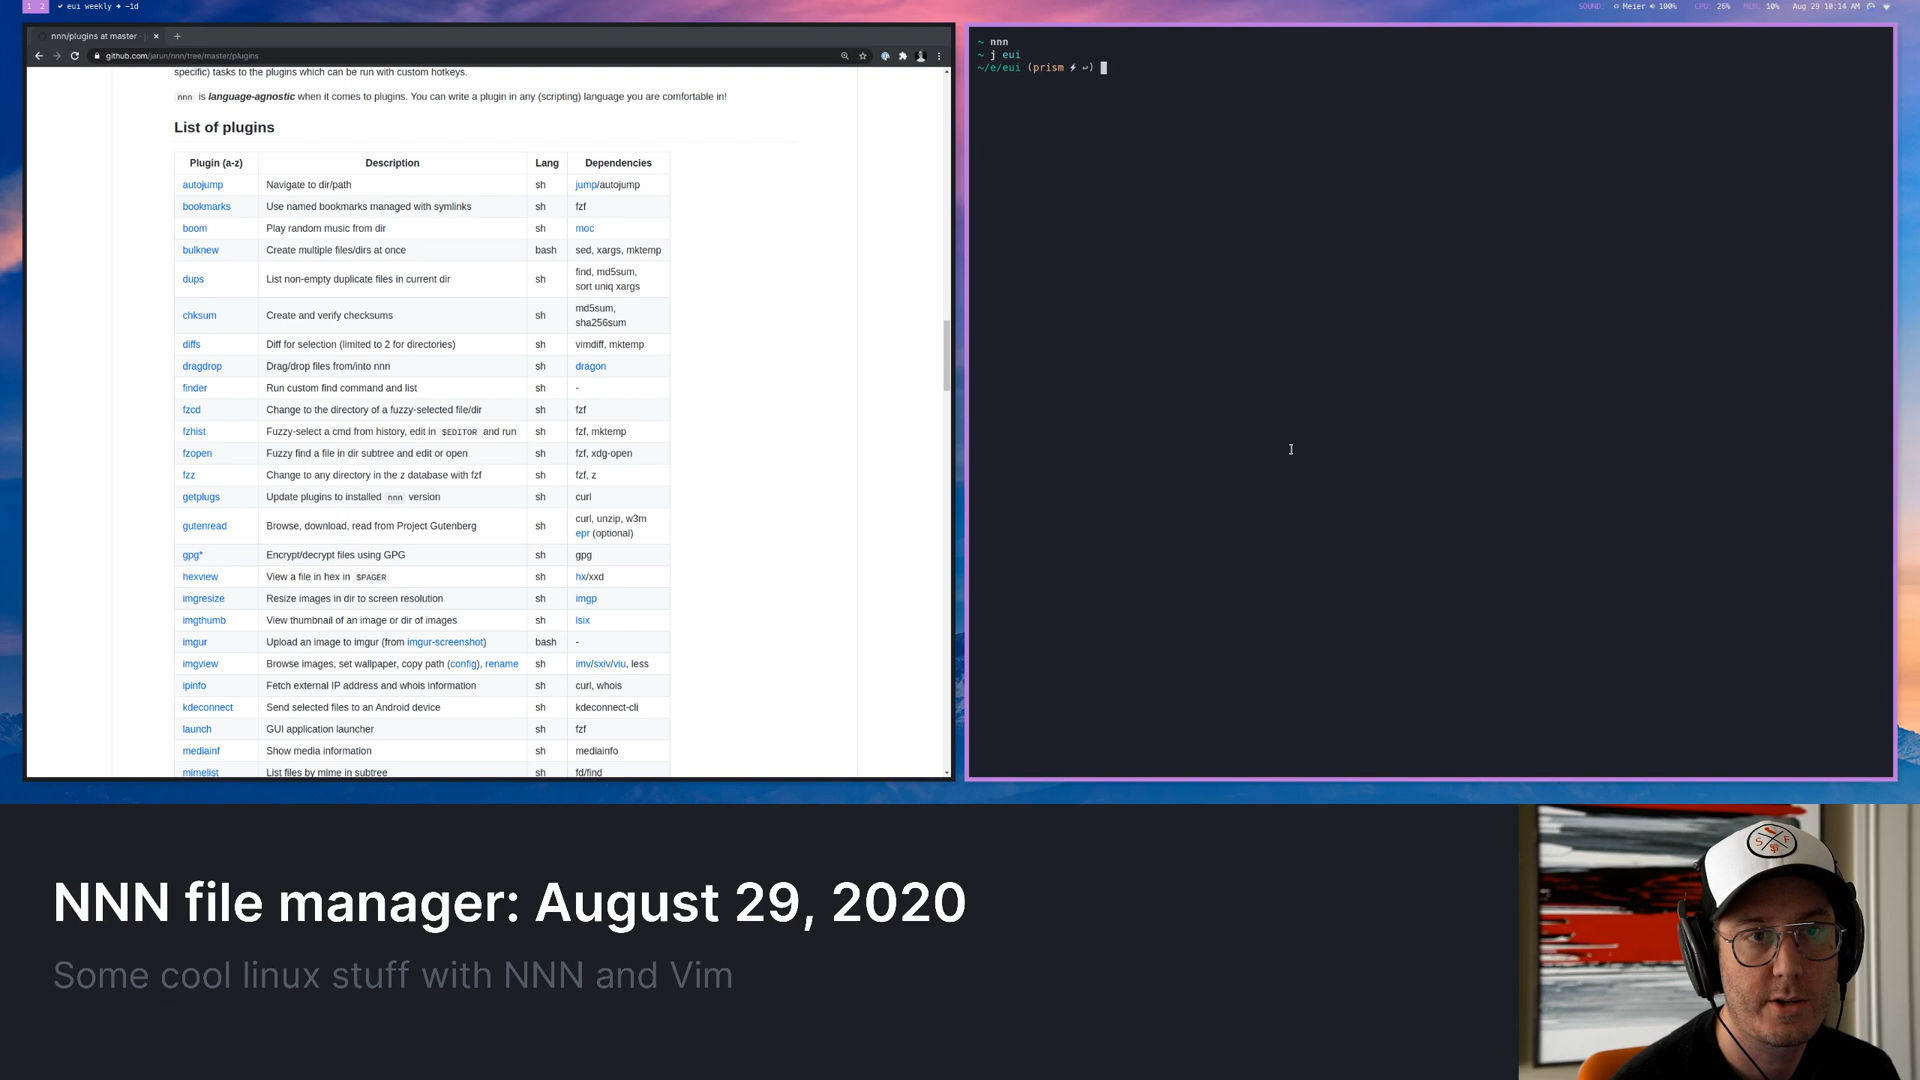 1 2 ✔ eui weekly ➜ ~1d
SOUND: Meier 100% CPU: 26% MEM: 10% Aug 29 10:14 AM
nnn/plugins at master
github.com/jarun/nnn/tree/master/plugins
specific) tasks to the plugins which can be run with custom hotkeys.
nnn is language-agnostic when it comes to plugins. You can write a plugin in any (scripting) language you are comfortable in!
List of plugins
Plugin (a-z) Description Lang Dependencies
autojump Navigate to dir/path sh jump/autojump
bookmarks Use named bookmarks managed with symlinks sh fzf
boom Play random music from dir sh moc
bulknew Create multiple files/dirs at once bash sed, xargs, mktemp
dups List non-empty duplicate files in current dir sh find, md5sum,
sort uniq xargs
chksum Create and verify checksums sh md5sum,
sha256sum
diffs Diff for selection (limited to 2 for directories) sh vimdiff, mktemp
dragdrop Drag/drop files from/into nnn sh dragon
finder Run custom find command and list sh -
fzcd Change to the directory of a fuzzy-selected file/dir sh fzf
fzhist Fuzzy-select a cmd from history, edit in $EDITOR and run sh fzf, mktemp
fzopen Fuzzy find a file in dir subtree and edit or open sh fzf, xdg-open
fzz Change to any directory in the z database with fzf sh fzf, z
getplugs Update plugins to installed nnn version sh curl
gutenread Browse, download, read from Project Gutenberg sh curl, unzip, w3m
epr (optional)
gpg* Encrypt/decrypt files using GPG sh gpg
hexview View a file in hex in $PAGER sh hx/xxd
imgresize Resize images in dir to screen resolution sh imgp
imgthumb View thumbnail of an image or dir of images sh lsix
imgur Upload an image to imgur (from imgur-screenshot) bash -
imgview Browse images, set wallpaper, copy path (config), rename sh imv/sxiv/viu, less
ipinfo Fetch external IP address and whois information sh curl, whois
kdeconnect Send selected files to an Android device sh kdeconnect-cli
launch GUI application launcher sh fzf
mediainf Show media information sh mediainfo
mimelist List files by mime in subtree sh fd/find
~ nnn
~ j eui
~/e/eui (prism ⚡ ↩)
NNN file manager: August 29, 2020
Some cool linux stuff with NNN and Vim
S F